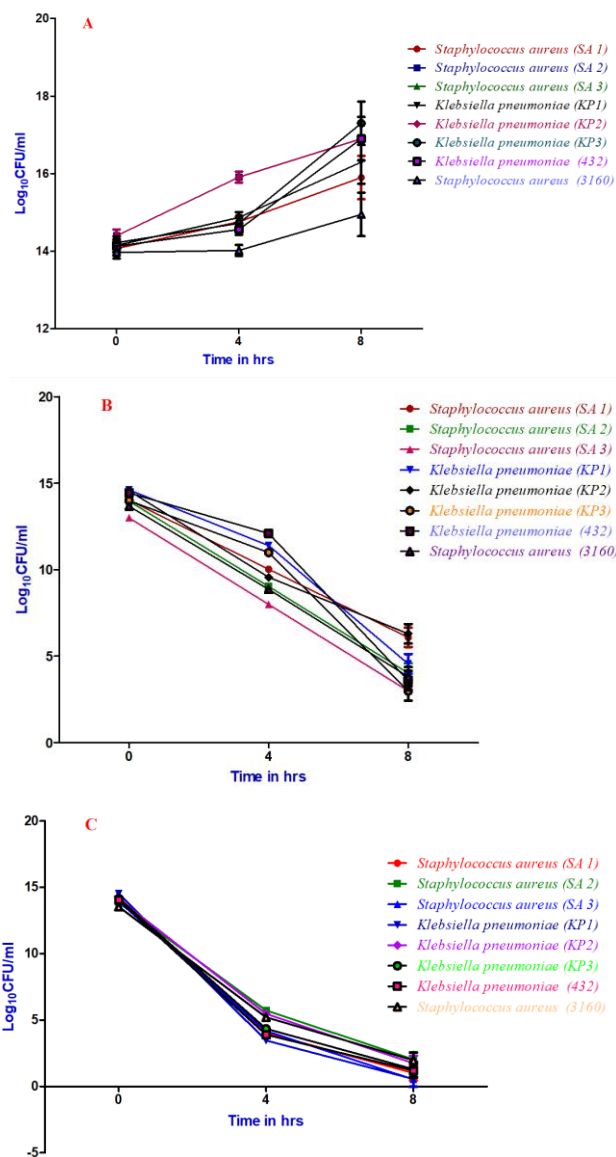 A
20
18
16
14
12
Log10CFU/ml
0 4 8
Time in hrs
Staphylococcus aureus (SA 1)
Staphylococcus aureus (SA 2)
Staphylococcus aureus (SA 3)
Klebsiella pneumoniae (KP1)
Klebsiella pneumoniae (KP2)
Klebsiella pneumoniae (KP3)
Klebsiella pneumoniae (432)
Staphylococcus aureus (3160)
B
20
15
10
5
0
Log10CFU/ml
0 4 8
Time in hrs
Staphylococcus aureus (SA 1)
Staphylococcus aureus (SA 2)
Staphylococcus aureus (SA 3)
Klebsiella pneumoniae (KP1)
Klebsiella pneumoniae (KP2)
Klebsiella pneumoniae (KP3)
Klebsiella pneumoniae (432)
Staphylococcus aureus (3160)
C
20
15
10
5
0
-5
Log10CFU/ml
0 4 8
Time in hrs
Staphylococcus aureus (SA 1)
Staphylococcus aureus (SA 2)
Staphylococcus aureus (SA 3)
Klebsiella pneumoniae (KP1)
Klebsiella pneumoniae (KP2)
Klebsiella pneumoniae (KP3)
Klebsiella pneumoniae (432)
Staphylococcus aureus (3160)